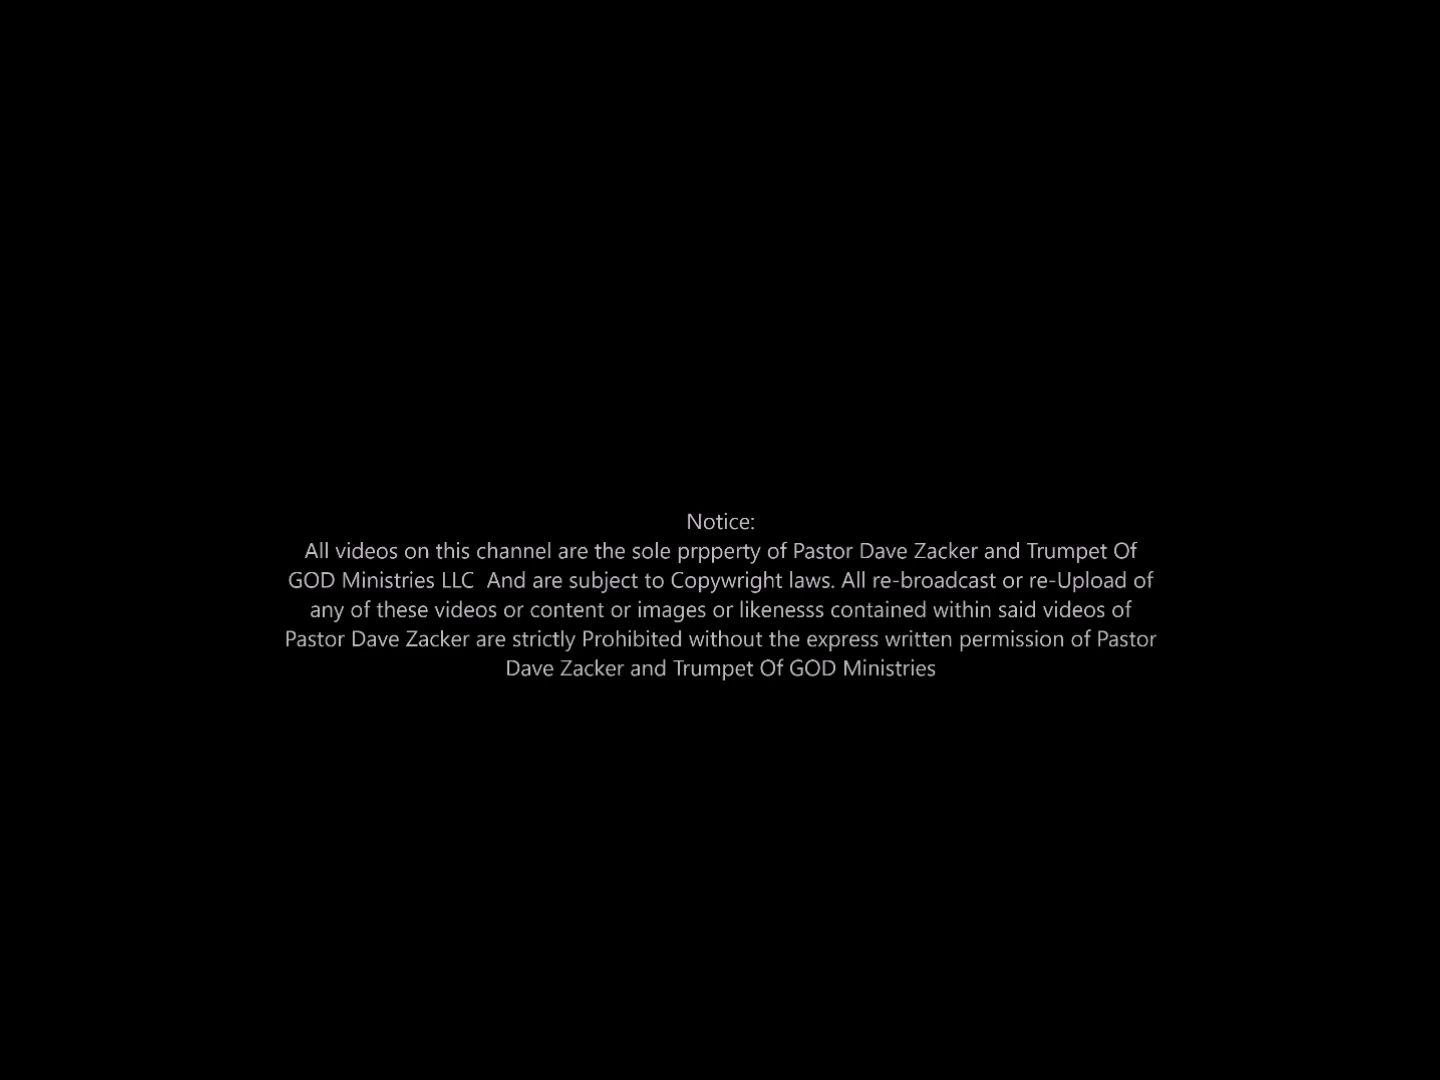 Notice:
All videos on this channel are the sole prpperty of Pastor Dave Zacker and Trumpet Of
GOD Ministries LLC  And are subject to Copywright laws. All re-broadcast or re-Upload of
any of these videos or content or images or likenesss contained within said videos of
Pastor Dave Zacker are strictly Prohibited without the express written permission of Pastor
Dave Zacker and Trumpet Of GOD Ministries